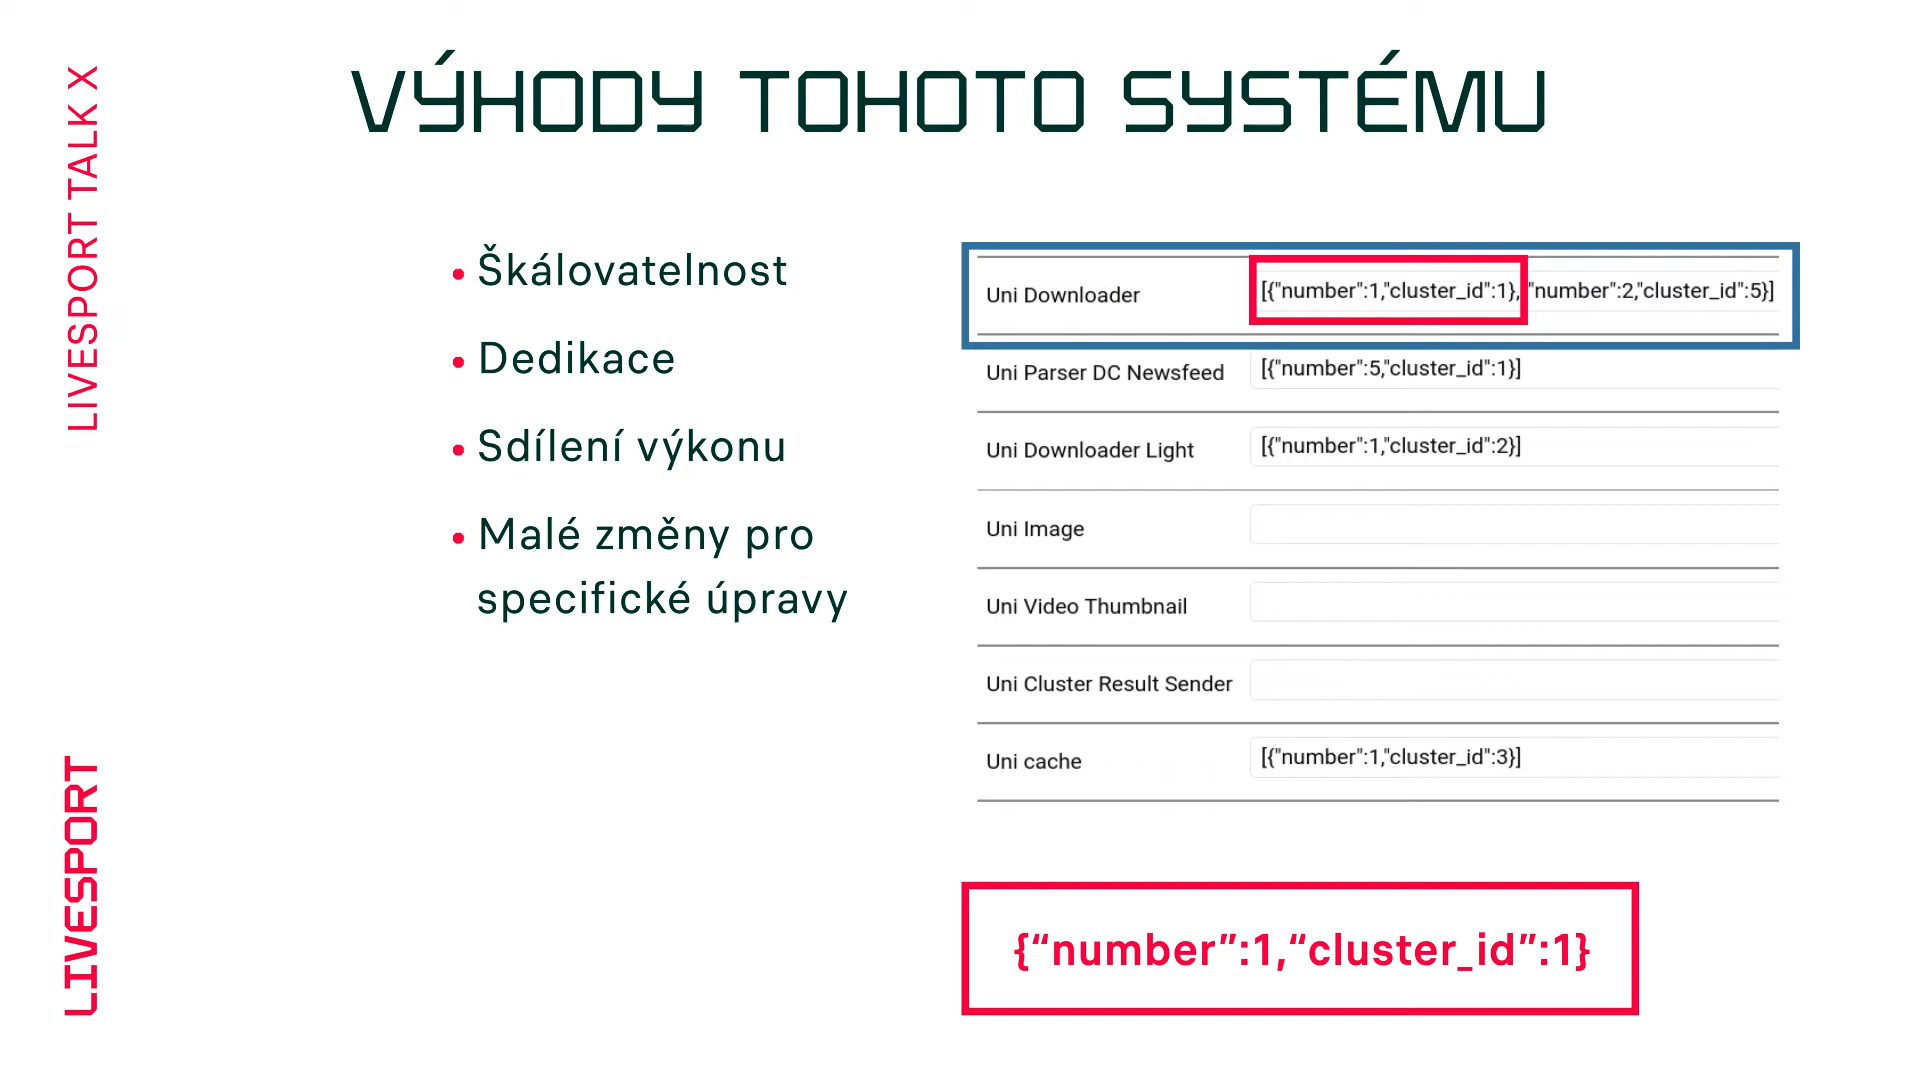 LIVESPORT TALK X
LIVESPORT
VÝHODY TOHOTO SYSTÉMU
• Škálovatelnost
• Dedikace
• Sdílení výkonu
• Malé změny pro
specifické úpravy
Uni Downloader [{"number":1,"cluster_id":1}, "number":2,"cluster_id":5}]
Uni Parser DC Newsfeed [{"number":5,"cluster_id":1}]
Uni Downloader Light [{"number":1,"cluster_id":2}]
Uni Image
Uni Video Thumbnail
Uni Cluster Result Sender
Uni cache [{"number":1,"cluster_id":3}]
{“number”:1,“cluster_id”:1}